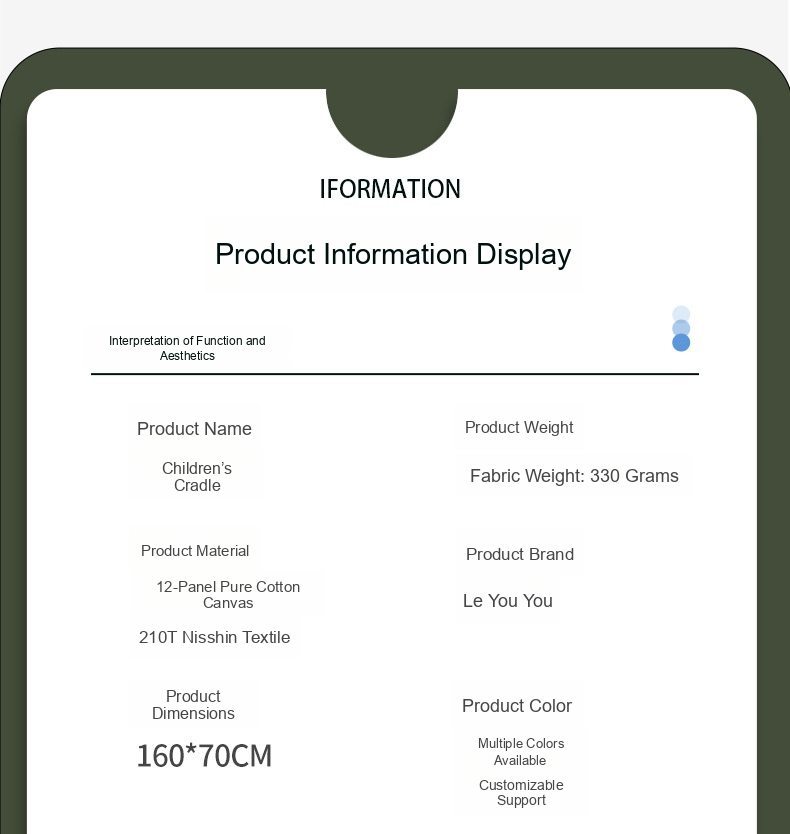 IFORMATION
Product Information Display
Interpretation of Function and
Aesthetics
Product Name
Children’s
Cradle
Product Weight
Fabric Weight: 330 Grams
Product Material
12-Panel Pure Cotton
Canvas
210T Nisshin Textile
Product Brand
Le You You
Product
Dimensions
160*70CM
Product Color
Multiple Colors
Available
Customizable
Support